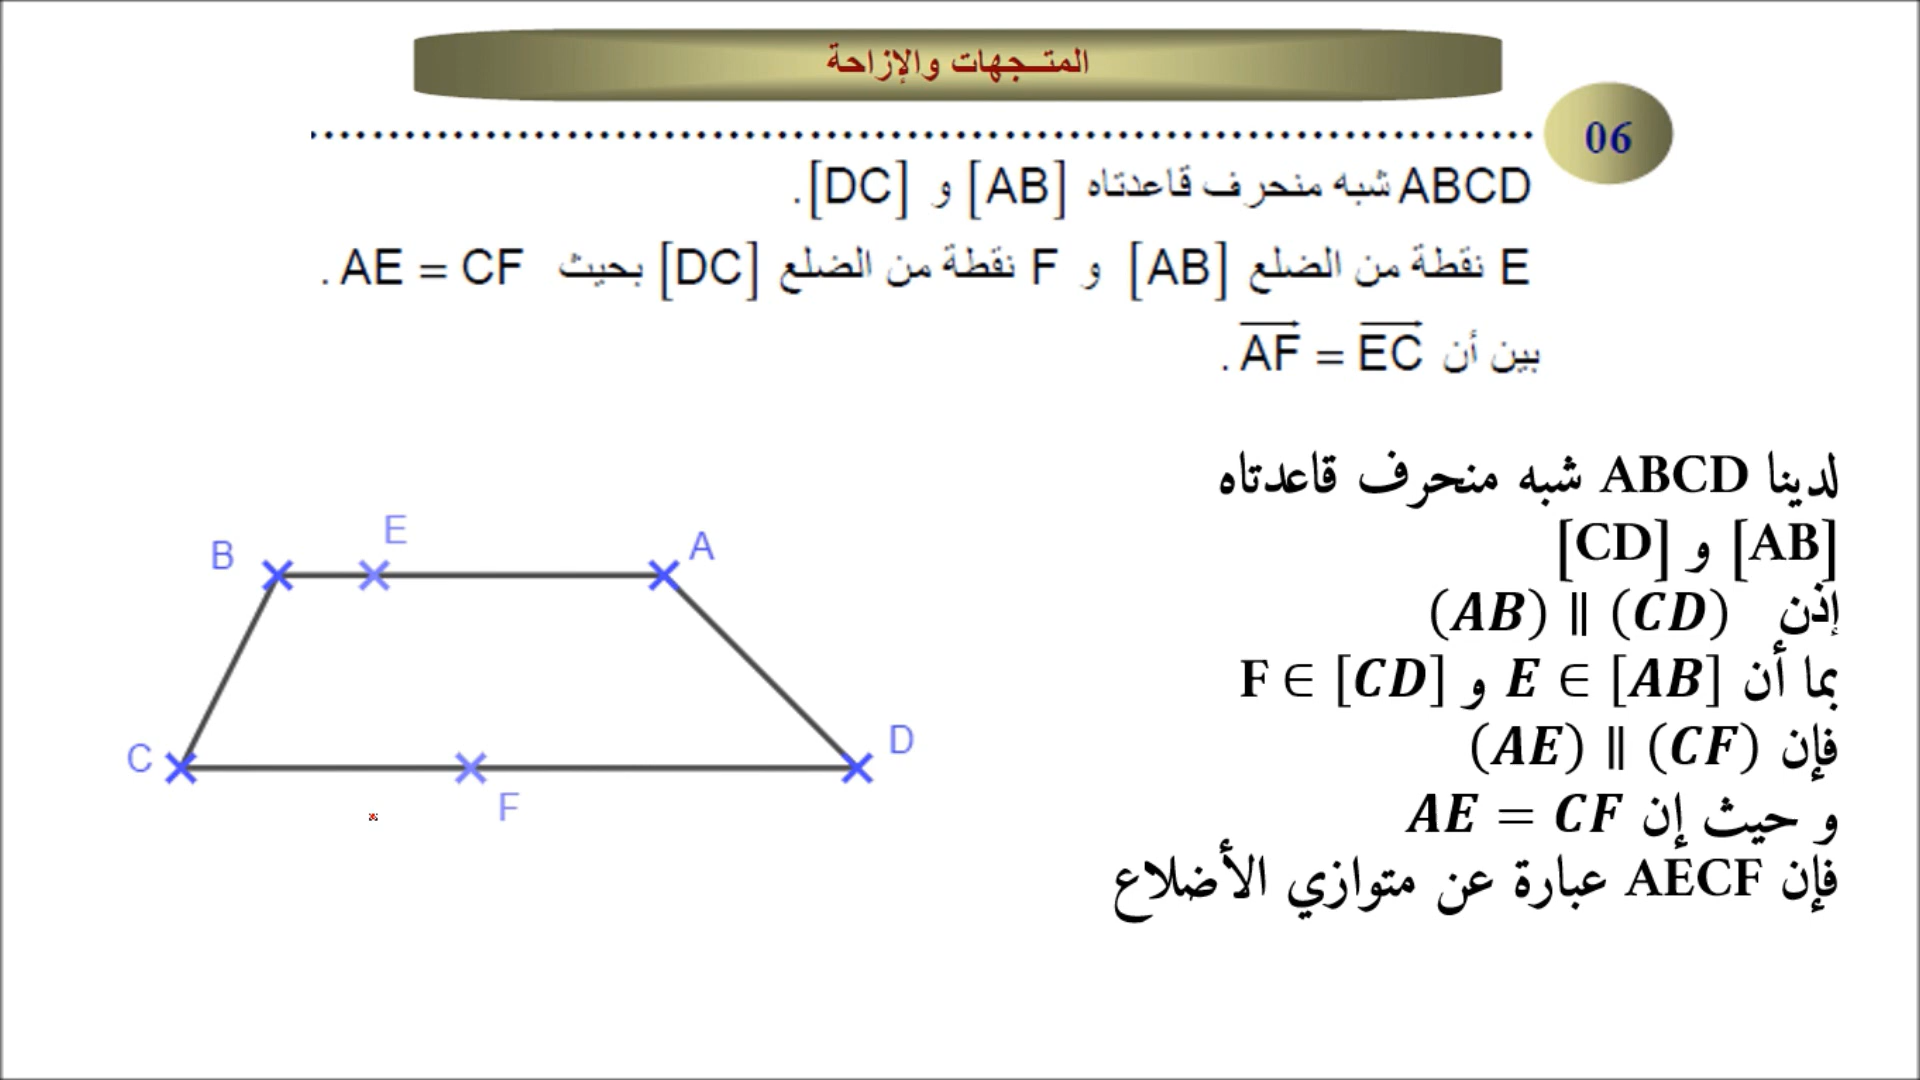 المتـجهات والإزاحة
06
ABCD شبه منحرف قاعدتاه [AB] و [DC].
E نقطة من الضلع [AB] و F نقطة من الضلع [DC] بحيث AE = CF .
بين أن $\overrightarrow{AF} = \overrightarrow{EC}$ .
لدينا ABCD شبه منحرف قاعدتاه
[AB] و [CD]
إذن (AB) ∥ (CD)
بما أن E ∈ [AB] و F ∈ [CD]
فإن (AE) ∥ (CF)
و حيث إن AE = CF
فإن AECF عبارة عن متوازي الأضلاع
B
E
A
C
F
D